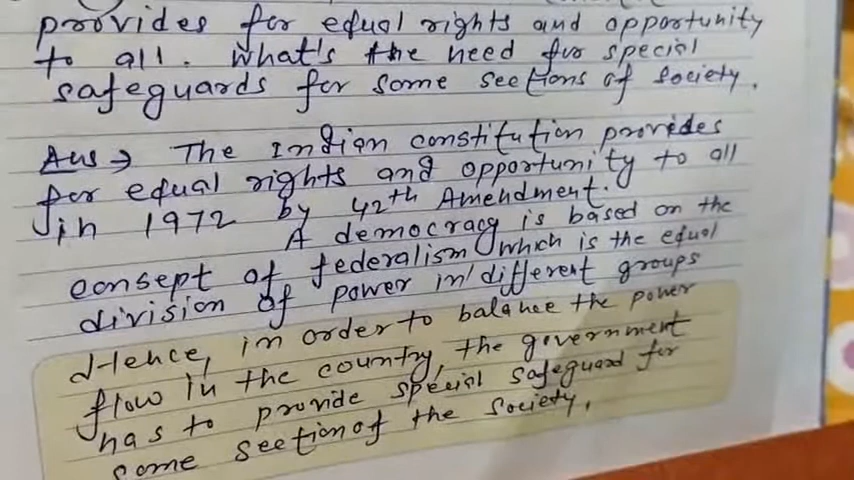 provides for equal rights and opportunity
to all. What's the need for special
safeguards for some sections of society.
Ans → The Indian constitution provides
for equal rights and opportunity to all
in 1972 by 42th Amendment.
A democracy is based on the
consept of federalism which is the equal
division of power in different groups
Hence, in order to balance the power
flow in the country, the government
has to provide special safeguard for
some section of the society.